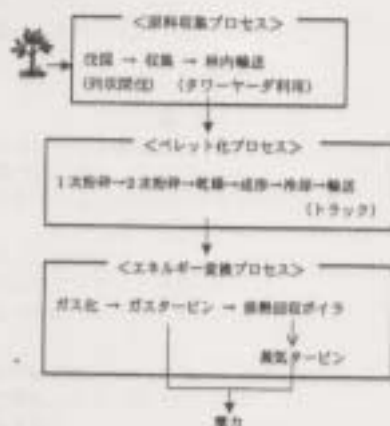 <原料収集プロセス>
伐採 → 収集 → 林内輸送
(列状間伐) (タワーヤーダ利用)
<ペレット化プロセス>
1次粉砕→2次粉砕→乾燥→成形→冷却→輸送
(トラック)
<エネルギー変換プロセス>
ガス化 → ガスタービン → 排熱回収ボイラ
蒸気タービン
電力